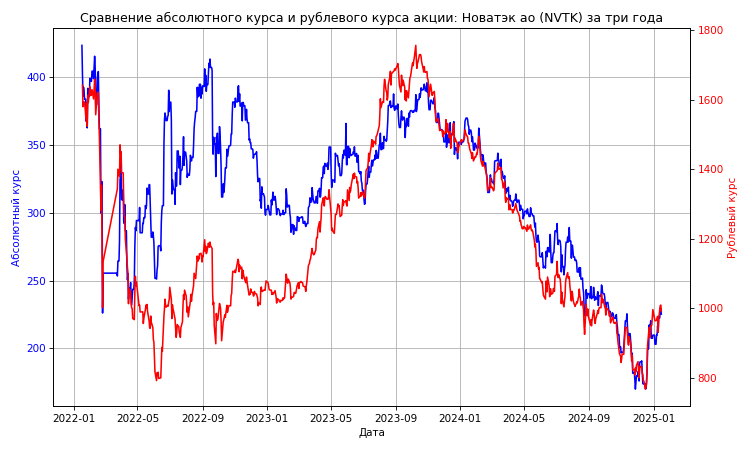 Сравнение абсолютного курса и рублевого курса акции: Новатэк ао (NVTK) за три года
Абсолютный курс
400
350
300
250
200
1800
1600
1400
1200
1000
800
Рублевый курс
2022-01 2022-05 2022-09 2023-01 2023-05 2023-09 2024-01 2024-05 2024-09 2025-01
Дата